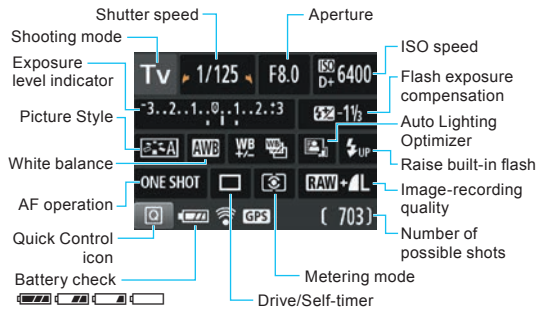 Shutter speed
Aperture
Shooting mode
ISO speed
Tv 1/125 F8.0 ISO D+ 6400
Exposure level indicator
Flash exposure compensation
-3..2..1..0..1..2.+3
-1⅓
Picture Style
Auto Lighting Optimizer
A AWB WB +/- UP
White balance
Raise built-in flash
AF operation
ONE SHOT RAW+L
Image-recording quality
Q GPS [ 703]
Quick Control icon
Number of possible shots
Battery check
Metering mode
Drive/Self-timer